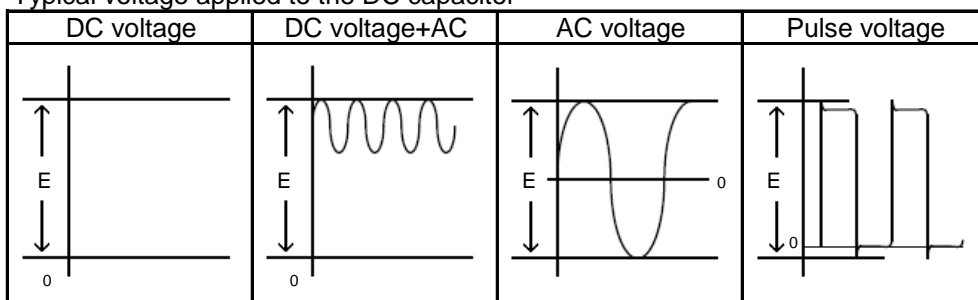 Typical voltage applied to the DC capacitor
DC voltage DC voltage+AC AC voltage Pulse voltage
E E E 0 E 0
0 0